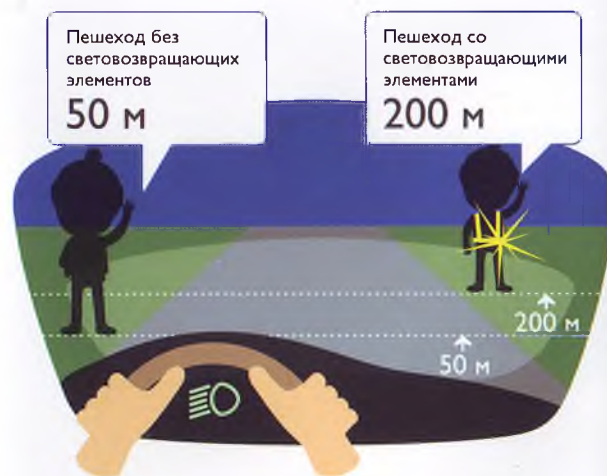 Пешеход без
световозвращающих
элементов
50 м
Пешеход со
световозвращающими
элементами
200 м
200 м
50 м